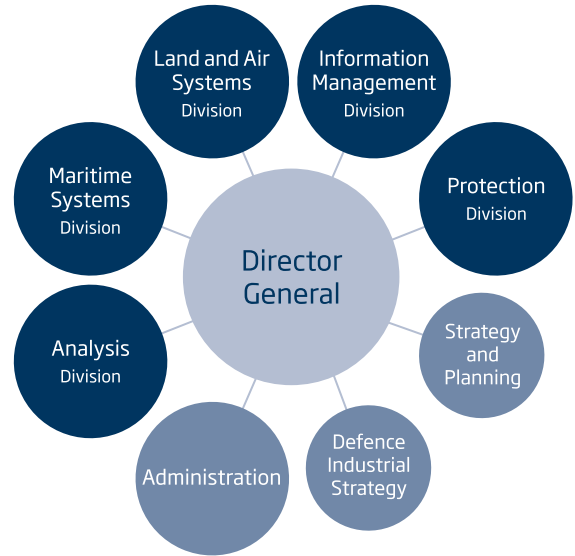 Land and Air
Systems
Division
Information
Management
Division
Maritime
Systems
Division
Protection
Division
Director
General
Analysis
Division
Strategy
and
Planning
Administration
Defence
Industrial
Strategy